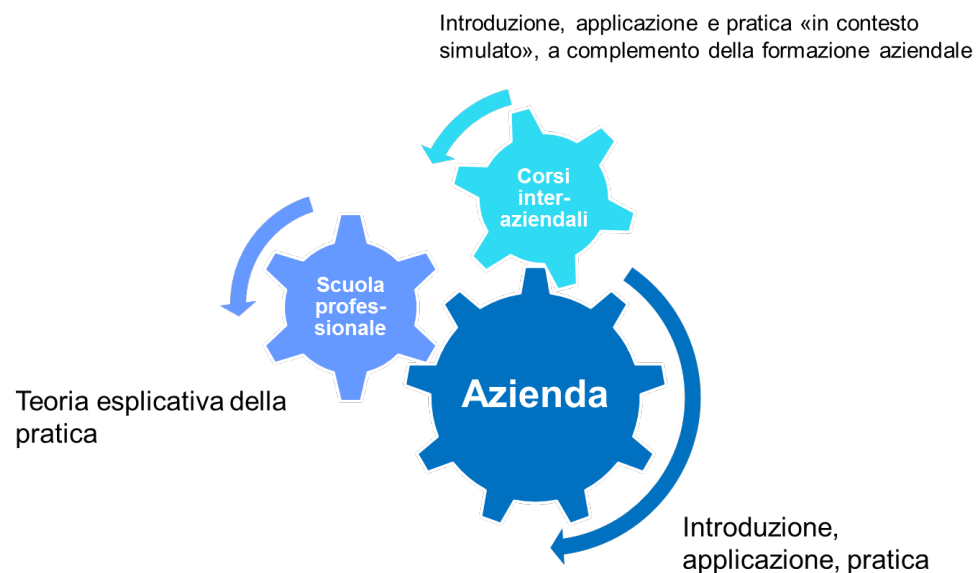 Introduzione, applicazione e pratica «in contesto
simulato», a complemento della formazione aziendale
Corsi
inter-
aziendali
Scuola
profes-
sionale
Azienda
Teoria esplicativa della
pratica
Introduzione,
applicazione, pratica